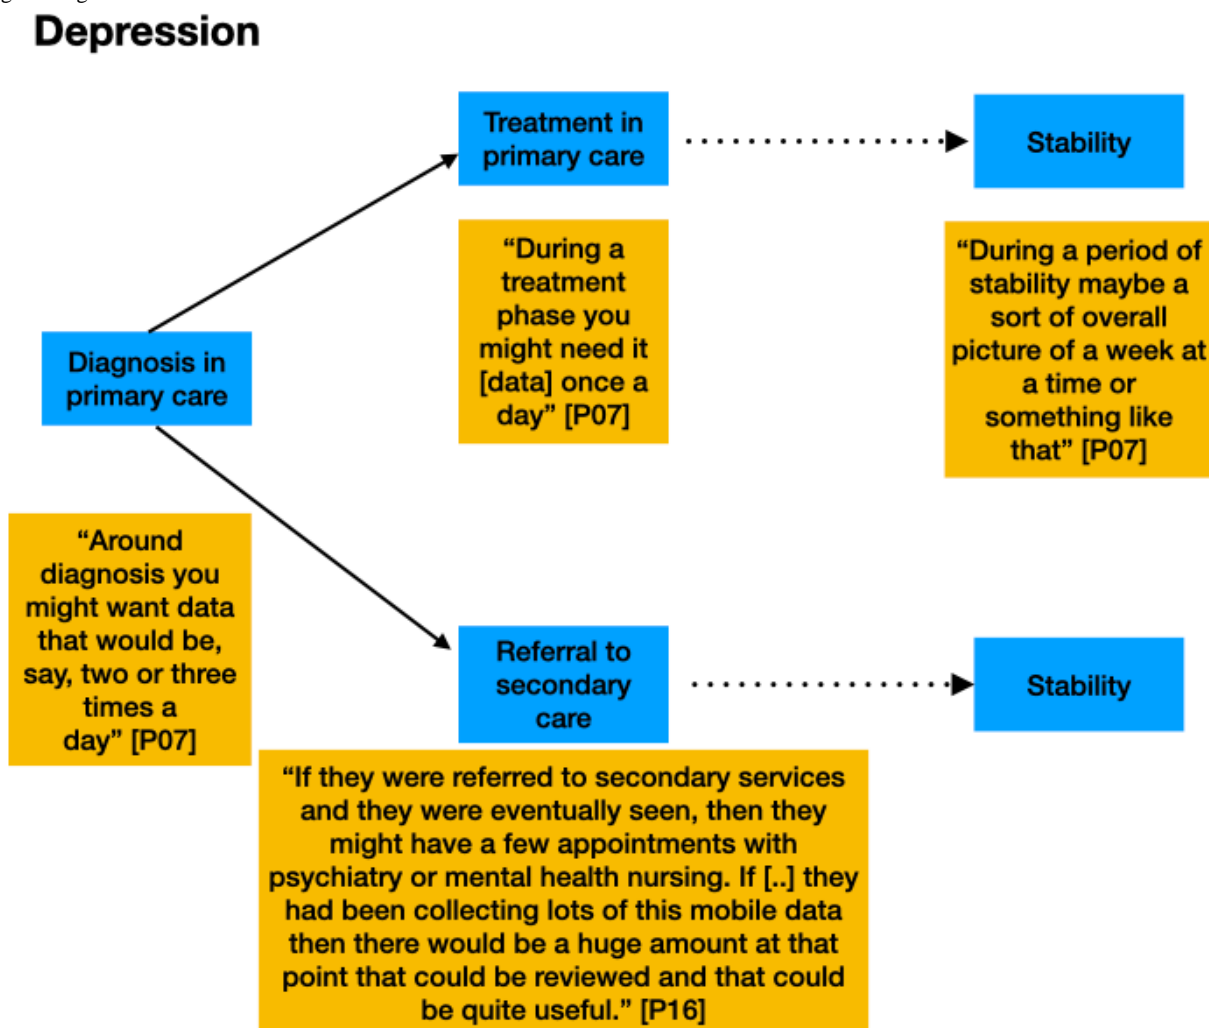 Depression
Treatment in
primary care
Stability
“During a
treatment
phase you
might need it
[data] once a
day” [P07]
“During a period of
stability maybe a
sort of overall
picture of a week at
a time or
something like
that” [P07]
Diagnosis in
primary care
“Around
diagnosis you
might want data
that would be,
say, two or three
times a
day” [P07]
Referral to
secondary
care
Stability
“If they were referred to secondary services
and they were eventually seen, then they
might have a few appointments with
psychiatry or mental health nursing. If [..] they
had been collecting lots of this mobile data
then there would be a huge amount at that
point that could be reviewed and that could
be quite useful.” [P16]